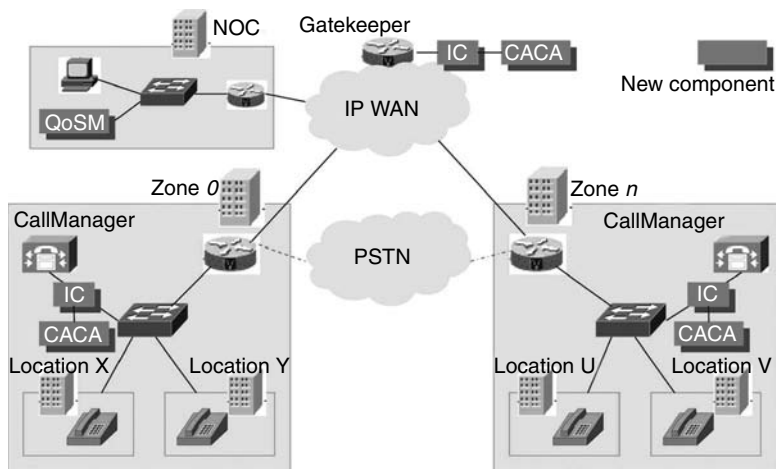 NOC
Gatekeeper
IC
CACA
New component
QoSM
V
IP WAN
Zone 0
Zone n
CallManager
CallManager
V
PSTN
V
IC
IC
CACA
CACA
Location X
Location Y
Location U
Location V